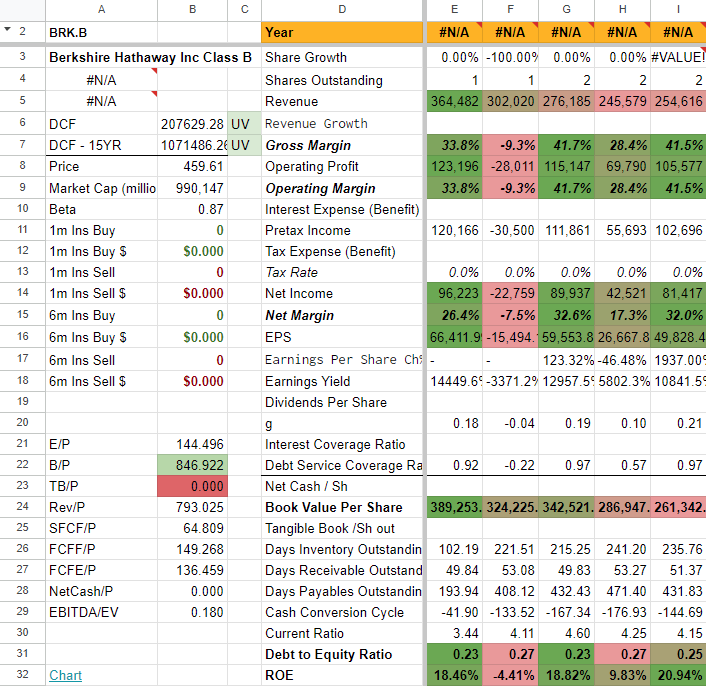 A B C D E F G H I
2 BRK.B Year #N/A #N/A #N/A #N/A #N/A
3 Berkshire Hathaway Inc Class B Share Growth 0.00% -100.00% 0.00% 0.00% #VALUE!
4 #N/A Shares Outstanding 1 1 2 2 2
5 #N/A Revenue 364,482 302,020 276,185 245,579 254,616
6 DCF 207629.28 UV Revenue Growth
7 DCF - 15YR 1071486.26 UV Gross Margin 33.8% -9.3% 41.7% 28.4% 41.5%
8 Price 459.61 Operating Profit 123,196 -28,011 115,147 69,790 105,577
9 Market Cap (millio 990,147 Operating Margin 33.8% -9.3% 41.7% 28.4% 41.5%
10 Beta 0.87 Interest Expense (Benefit)
11 1m Ins Buy 0 Pretax Income 120,166 -30,500 111,861 55,693 102,696
12 1m Ins Buy $ $0.000 Tax Expense (Benefit)
13 1m Ins Sell 0 Tax Rate 0.0% 0.0% 0.0% 0.0% 0.0%
14 1m Ins Sell $ $0.000 Net Income 96,223 -22,759 89,937 42,521 81,417
15 6m Ins Buy 0 Net Margin 26.4% -7.5% 32.6% 17.3% 32.0%
16 6m Ins Buy $ $0.000 EPS 66,411.9 -15,494. 59,553.8 26,667.8 49,828.4
17 6m Ins Sell 0 Earnings Per Share Ch% - - 123.32% -46.48% 1937.00%
18 6m Ins Sell $ $0.000 Earnings Yield 14449.6% -3371.2% 12957.5% 5802.3% 10841.5%
19 Dividends Per Share
20 g 0.18 -0.04 0.19 0.10 0.21
21 E/P 144.496 Interest Coverage Ratio
22 B/P 846.922 Debt Service Coverage Ra 0.92 -0.22 0.97 0.57 0.97
23 TB/P 0.000 Net Cash / Sh
24 Rev/P 793.025 Book Value Per Share 389,253. 324,225. 342,521. 286,947. 261,342.
25 SFCF/P 64.809 Tangible Book /Sh out
26 FCFF/P 149.268 Days Inventory Outstandin 102.19 221.51 215.25 241.20 235.76
27 FCFE/P 136.459 Days Receivable Outstand 49.84 53.08 49.83 53.27 51.37
28 NetCash/P 0.000 Days Payables Outstandin 193.94 408.12 432.43 471.40 431.83
29 EBITDA/EV 0.180 Cash Conversion Cycle -41.90 -133.52 -167.34 -176.93 -144.69
30 Current Ratio 3.44 4.11 4.60 4.25 4.15
31 Debt to Equity Ratio 0.23 0.27 0.23 0.27 0.25
32 Chart ROE 18.46% -4.41% 18.82% 9.83% 20.94%